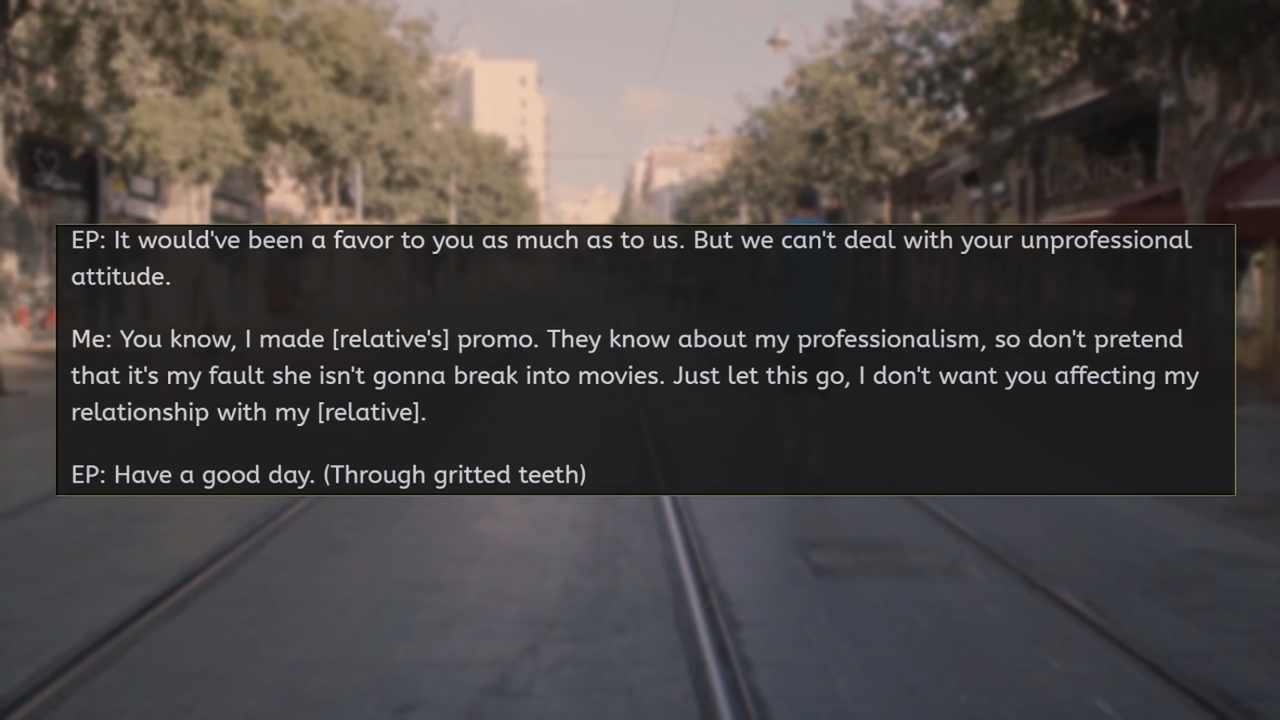 EP: It would've been a favor to you as much as to us. But we can't deal with your unprofessional
attitude.
Me: You know, I made [relative's] promo. They know about my professionalism, so don't pretend
that it's my fault she isn't gonna break into movies. Just let this go, I don't want you affecting my
relationship with my [relative].
EP: Have a good day. (Through gritted teeth)